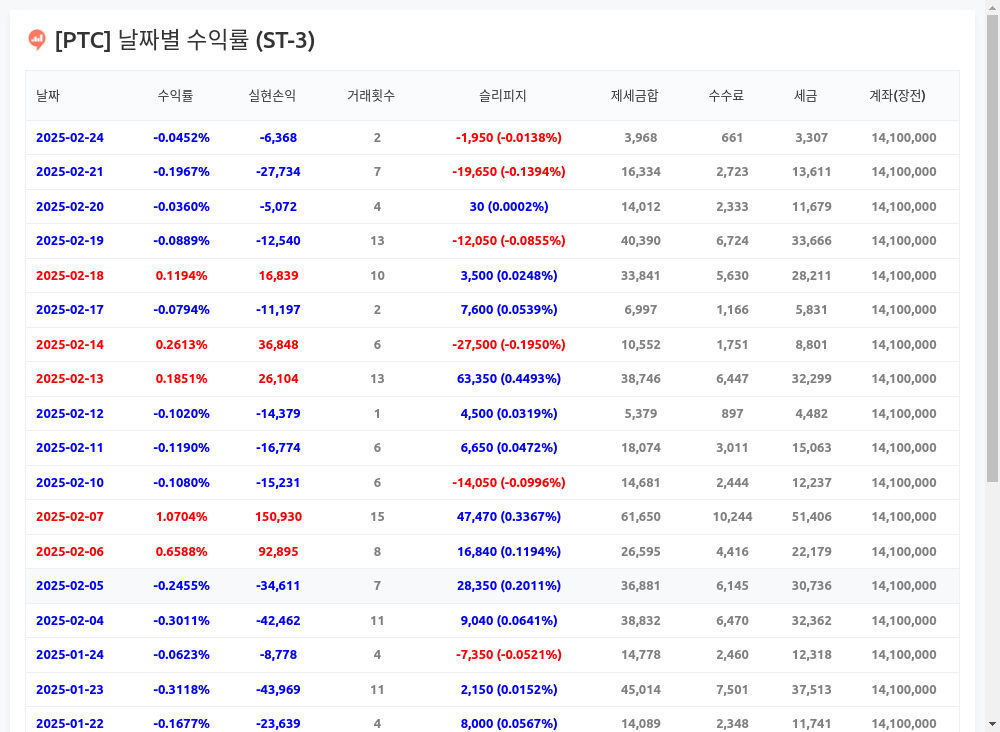 [PTC] 날짜별 수익률 (ST-3)
날짜 수익률 실현손익 거래횟수 슬리피지 제세금합 수수료 세금 계좌(장전)
2025-02-24 -0.0452% -6,368 2 -1,950 (-0.0138%) 3,968 661 3,307 14,100,000
2025-02-21 -0.1967% -27,734 7 -19,650 (-0.1394%) 16,334 2,723 13,611 14,100,000
2025-02-20 -0.0360% -5,072 4 30 (0.0002%) 14,012 2,333 11,679 14,100,000
2025-02-19 -0.0889% -12,540 13 -12,050 (-0.0855%) 40,390 6,724 33,666 14,100,000
2025-02-18 0.1194% 16,839 10 3,500 (0.0248%) 33,841 5,630 28,211 14,100,000
2025-02-17 -0.0794% -11,197 2 7,600 (0.0539%) 6,997 1,166 5,831 14,100,000
2025-02-14 0.2613% 36,848 6 -27,500 (-0.1950%) 10,552 1,751 8,801 14,100,000
2025-02-13 0.1851% 26,104 13 63,350 (0.4493%) 38,746 6,447 32,299 14,100,000
2025-02-12 -0.1020% -14,379 1 4,500 (0.0319%) 5,379 897 4,482 14,100,000
2025-02-11 -0.1190% -16,774 6 6,650 (0.0472%) 18,074 3,011 15,063 14,100,000
2025-02-10 -0.1080% -15,231 6 -14,050 (-0.0996%) 14,681 2,444 12,237 14,100,000
2025-02-07 1.0704% 150,930 15 47,470 (0.3367%) 61,650 10,244 51,406 14,100,000
2025-02-06 0.6588% 92,895 8 16,840 (0.1194%) 26,595 4,416 22,179 14,100,000
2025-02-05 -0.2455% -34,611 7 28,350 (0.2011%) 36,881 6,145 30,736 14,100,000
2025-02-04 -0.3011% -42,462 11 9,040 (0.0641%) 38,832 6,470 32,362 14,100,000
2025-01-24 -0.0623% -8,778 4 -7,350 (-0.0521%) 14,778 2,460 12,318 14,100,000
2025-01-23 -0.3118% -43,969 11 2,150 (0.0152%) 45,014 7,501 37,513 14,100,000
2025-01-22 -0.1677% -23,639 4 8,000 (0.0567%) 14,089 2,348 11,741 14,100,000